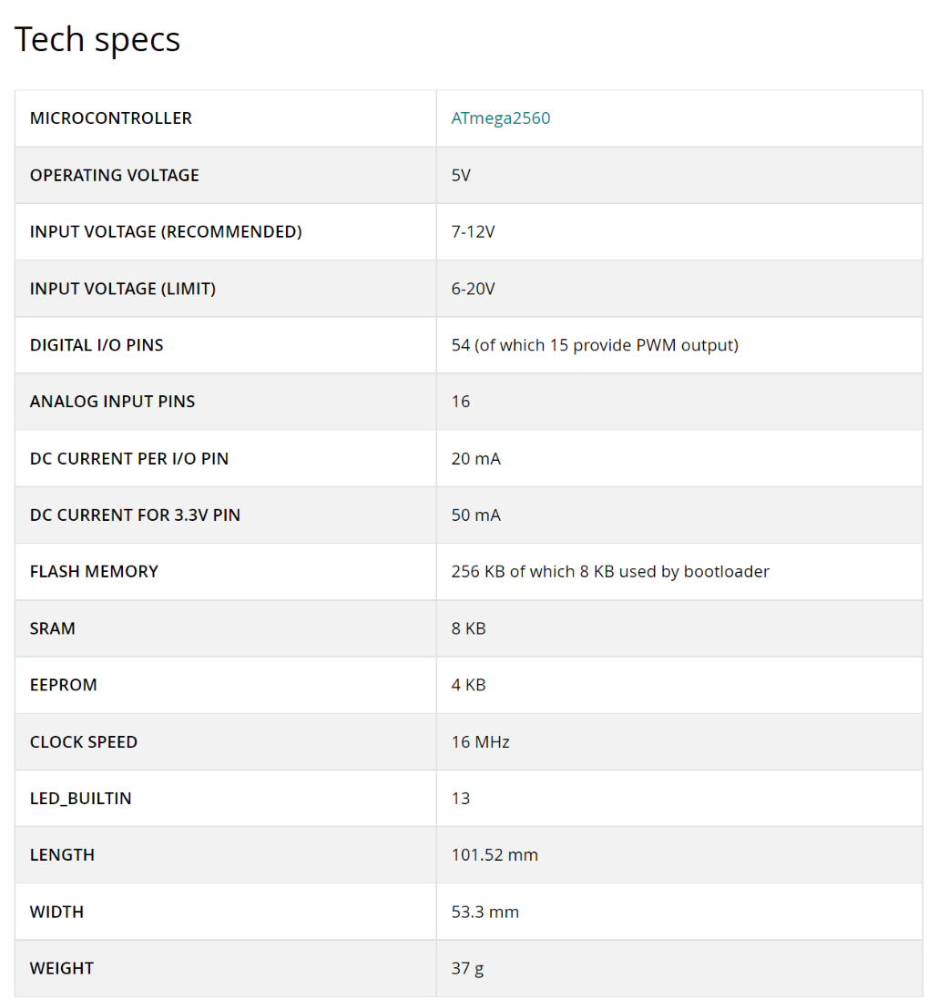 Tech specs
MICROCONTROLLER ATmega2560
OPERATING VOLTAGE 5V
INPUT VOLTAGE (RECOMMENDED) 7-12V
INPUT VOLTAGE (LIMIT) 6-20V
DIGITAL I/O PINS 54 (of which 15 provide PWM output)
ANALOG INPUT PINS 16
DC CURRENT PER I/O PIN 20 mA
DC CURRENT FOR 3.3V PIN 50 mA
FLASH MEMORY 256 KB of which 8 KB used by bootloader
SRAM 8 KB
EEPROM 4 KB
CLOCK SPEED 16 MHz
LED_BUILTIN 13
LENGTH 101.52 mm
WIDTH 53.3 mm
WEIGHT 37 g